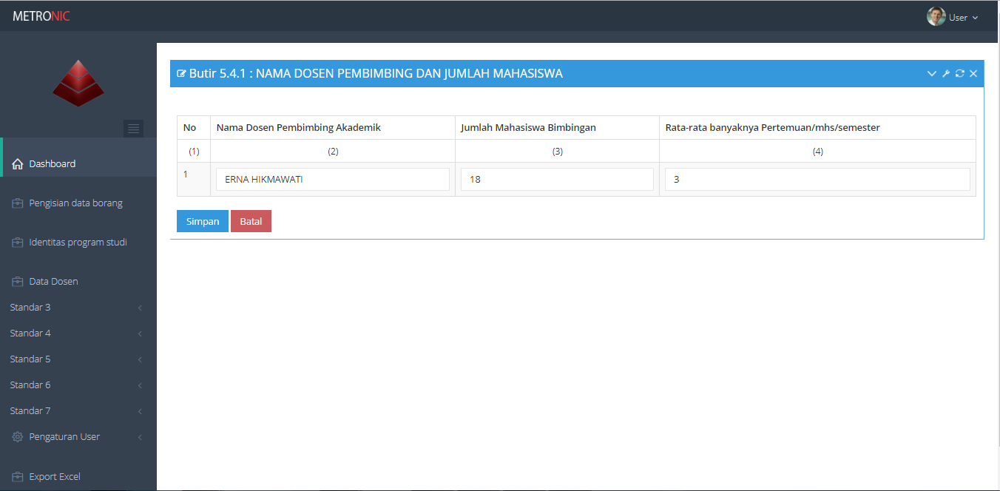 METRONIC
User
Butir 5.4.1 : NAMA DOSEN PEMBIMBING DAN JUMLAH MAHASISWA
No Nama Dosen Pembimbing Akademik Jumlah Mahasiswa Bimbingan Rata-rata banyaknya Pertemuan/mhs/semester
(1) (2) (3) (4)
1 ERNA HIKMAWATI 18 3
Simpan Batal
Dashboard
Pengisian data borang
Identitas program studi
Data Dosen
Standar 3
Standar 4
Standar 5
Standar 6
Standar 7
Pengaturan User
Export Excel